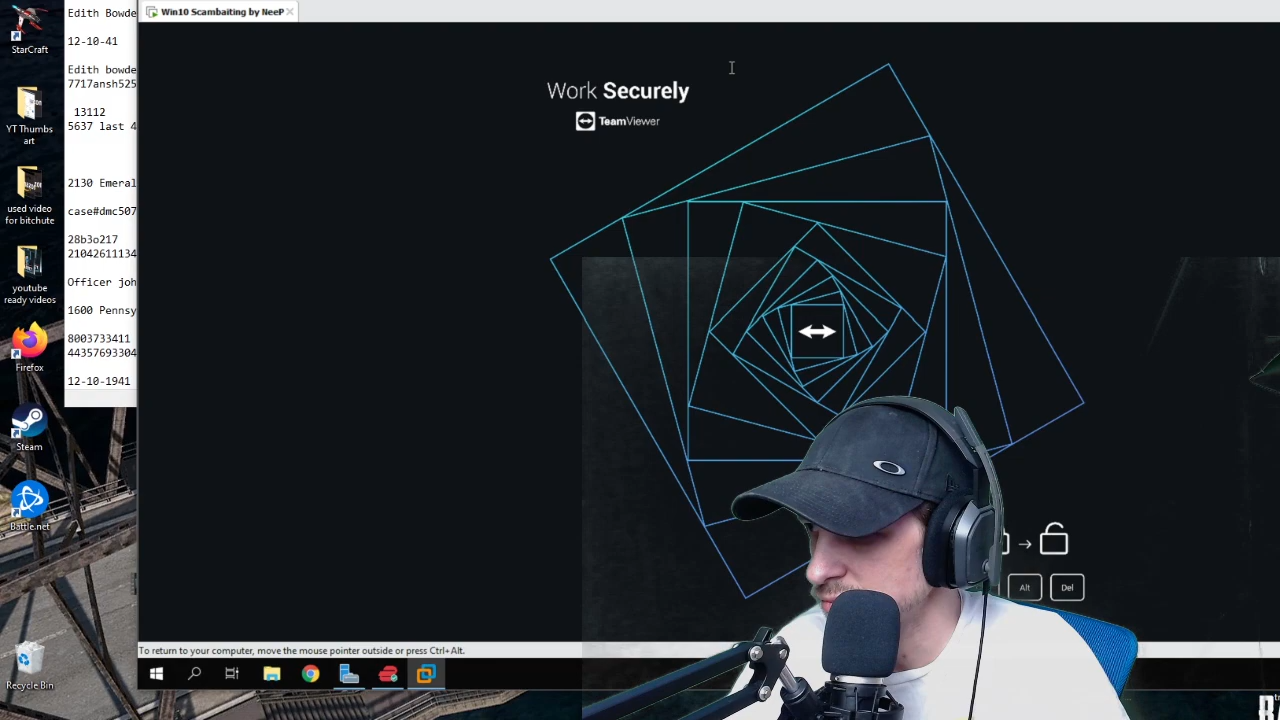 StarCraft
YT Thumbs
art
used video
for bitchute
youtube
ready videos
Firefox
Steam
Battle.net
Recycle Bin
Edith Bowde
12-10-41
Edith bowde
7717ansh525
13112
5637 last 4
2130 Emeral
case#dmc507
28b3o217
21042611134
Officer joh
1600 Pennsy
8003733411
44357693304
12-10-1941
Win10 Scambaiting by NeeP
Work Securely
TeamViewer
Alt
Del
To return to your computer, move the mouse pointer outside or press Ctrl+Alt.